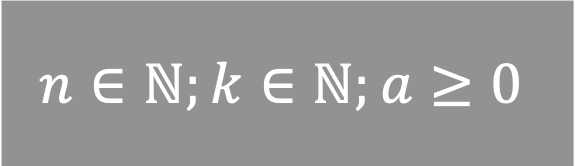 n ∈ ℕ; k ∈ ℕ; a ≥ 0